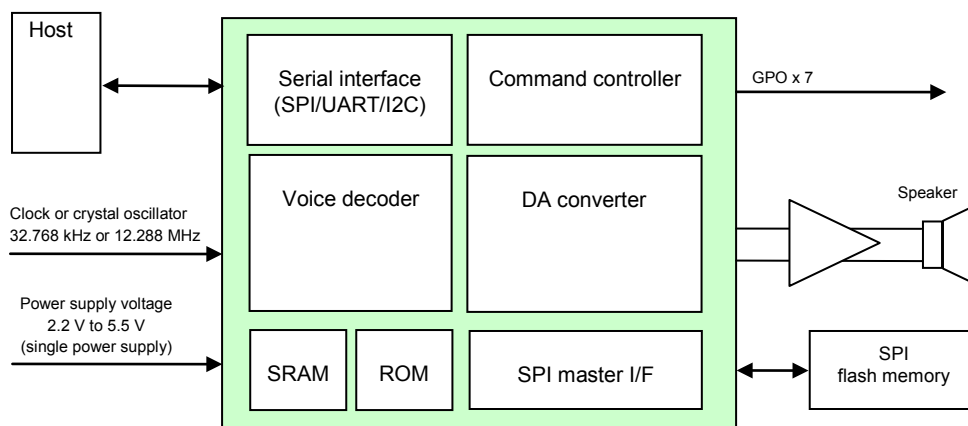 Host
Serial interface
(SPI/UART/I2C)
Command controller
GPO x 7
Voice decoder
DA converter
Speaker
Clock or crystal oscillator
32.768 kHz or 12.288 MHz
Power supply voltage
2.2 V to 5.5 V
(single power supply)
SRAM
ROM
SPI master I/F
SPI
flash memory